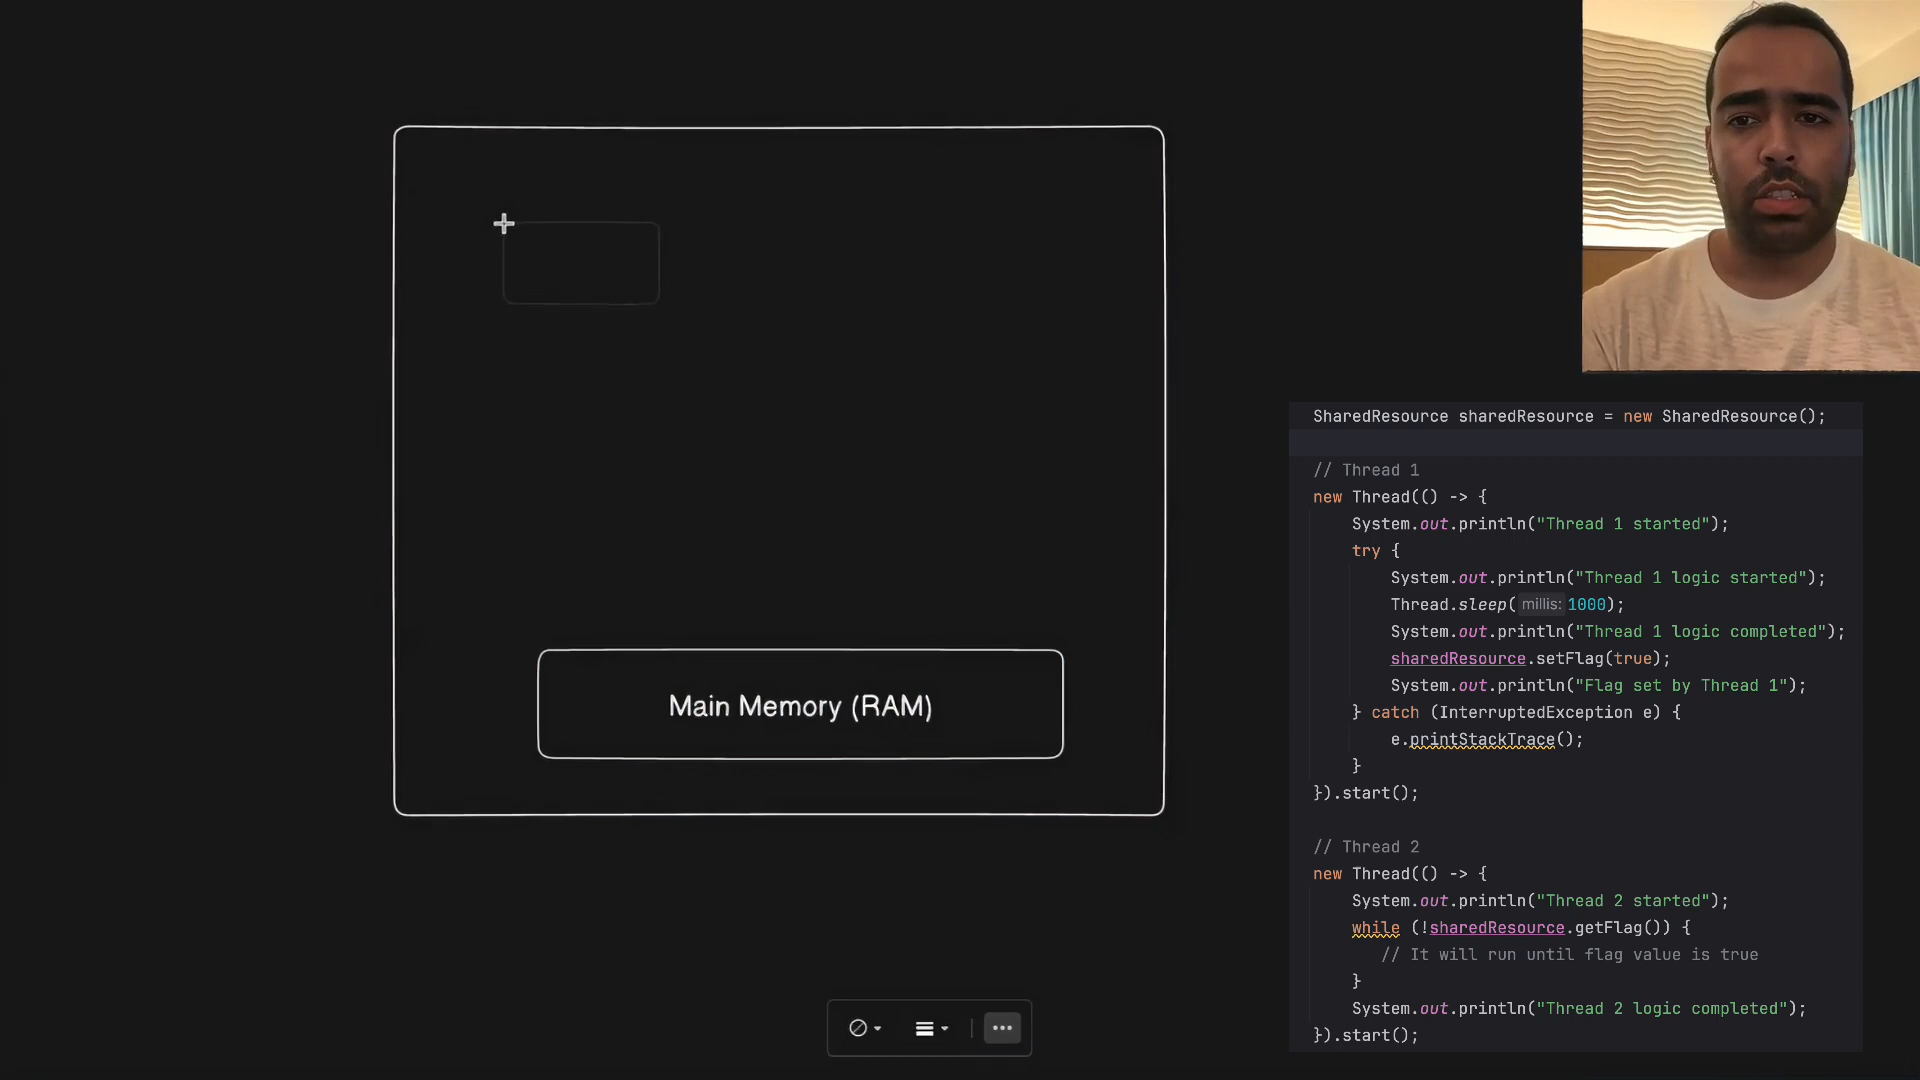 Main Memory (RAM)
SharedResource sharedResource = new SharedResource();
// Thread 1
new Thread(() -> {
System.out.println("Thread 1 started");
try {
System.out.println("Thread 1 logic started");
Thread.sleep( millis: 1000);
System.out.println("Thread 1 logic completed");
sharedResource.setFlag(true);
System.out.println("Flag set by Thread 1");
} catch (InterruptedException e) {
e.printStackTrace();
}
}).start();
// Thread 2
new Thread(() -> {
System.out.println("Thread 2 started");
while (!sharedResource.getFlag()) {
// It will run until flag value is true
}
System.out.println("Thread 2 logic completed");
}).start();